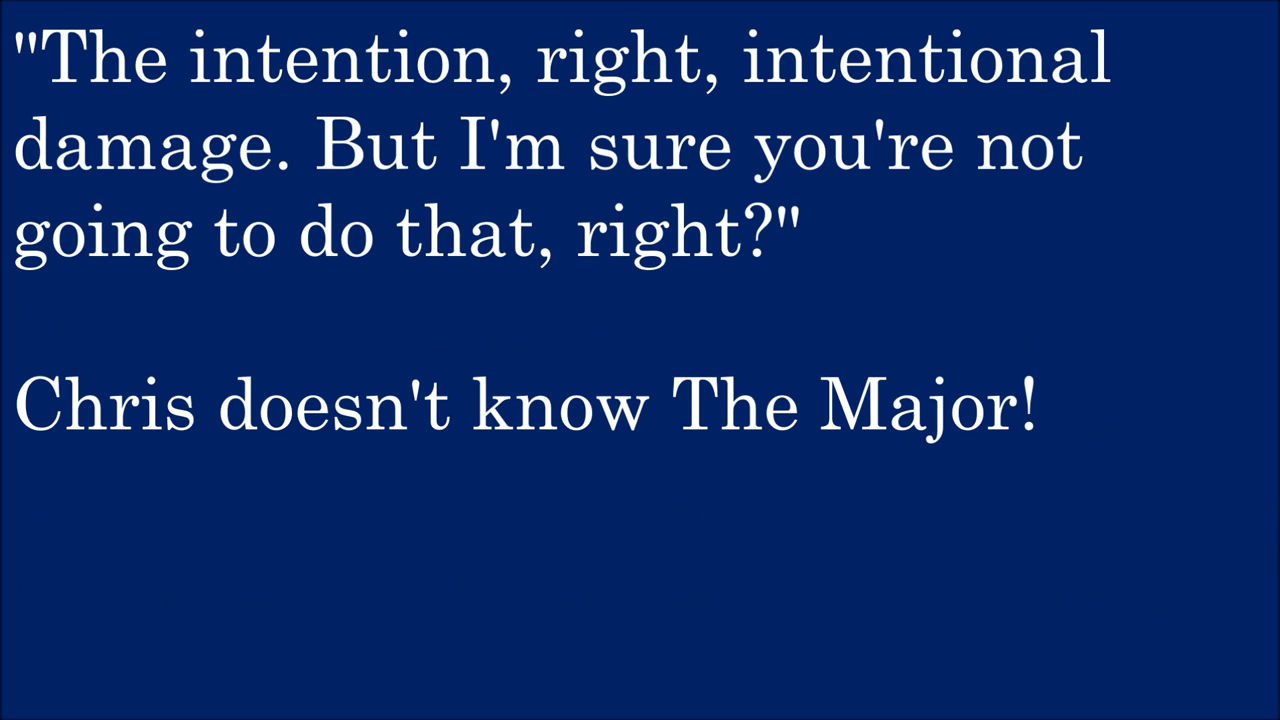 "The intention, right, intentional
damage. But I'm sure you're not
going to do that, right?"
Chris doesn't know The Major!